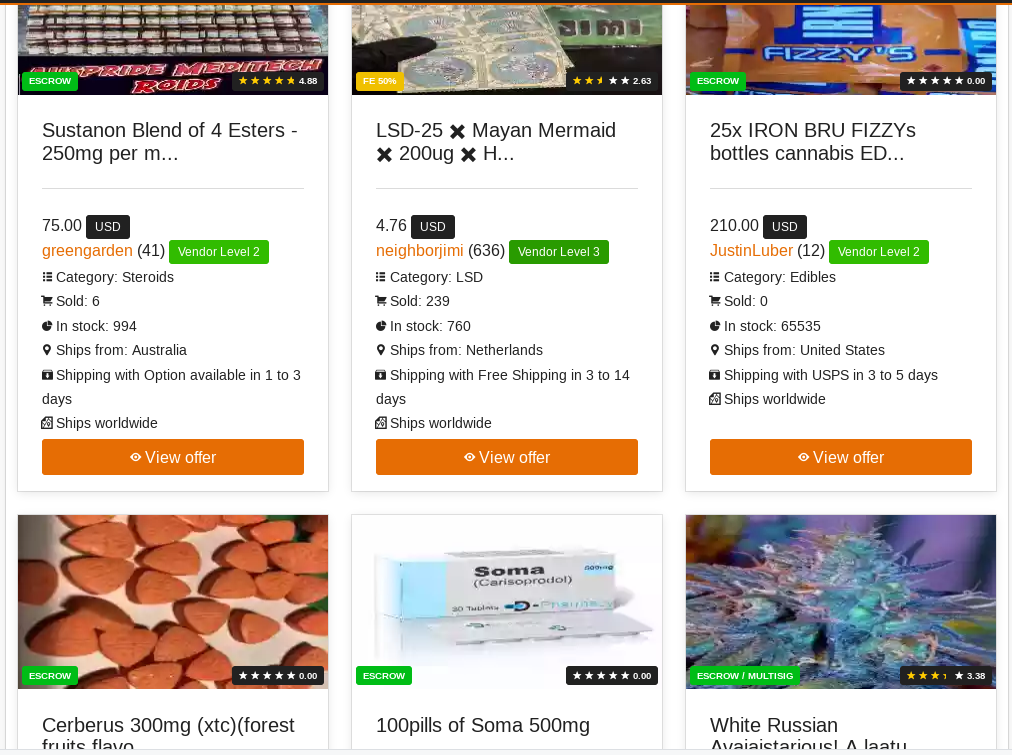 AUSPRIDE MEDITECH
ROIDS
ESCROW
4.88
FE 50%
2.63
FIZZY'S
ESCROW
0.00
Sustanon Blend of 4 Esters -
250mg per m...
75.00 USD
greengarden (41) Vendor Level 2
Category: Steroids
Sold: 6
In stock: 994
Ships from: Australia
Shipping with Option available in 1 to 3
days
Ships worldwide
View offer
LSD-25 ✖ Mayan Mermaid
✖ 200ug ✖ H...
4.76 USD
neighborjimi (636) Vendor Level 3
Category: LSD
Sold: 239
In stock: 760
Ships from: Netherlands
Shipping with Free Shipping in 3 to 14
days
Ships worldwide
View offer
25x IRON BRU FIZZYs
bottles cannabis ED...
210.00 USD
JustinLuber (12) Vendor Level 2
Category: Edibles
Sold: 0
In stock: 65535
Ships from: United States
Shipping with USPS in 3 to 5 days
Ships worldwide
View offer
ESCROW
0.00
Cerberus 300mg (xtc)(forest
fruits flavo
Soma 500mg
(Carisoprodol)
30 Tablets D-Pharmacy
ESCROW
0.00
100pills of Soma 500mg
ESCROW / MULTISIG
3.38
White Russian